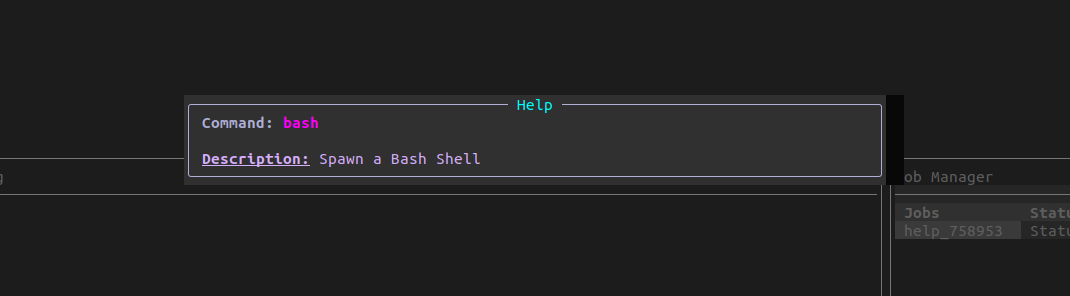 Help
Command: bash
Description: Spawn a Bash Shell
g
ob Manager
Jobs Statu
help_758953 Statu